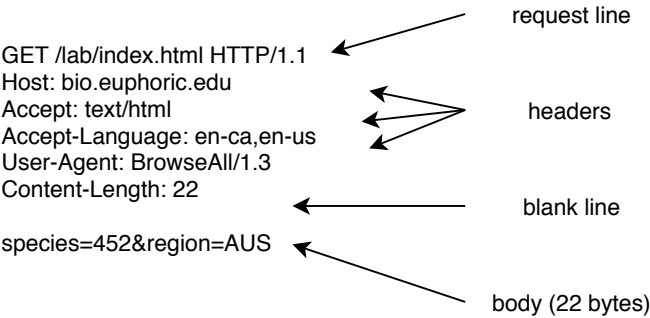 request line
GET /lab/index.html HTTP/1.1
Host: bio.euphoric.edu
Accept: text/html
headers
Accept-Language: en-ca,en-us
User-Agent: BrowseAll/1.3
Content-Length: 22
blank line
species=452&region=AUS
body (22 bytes)